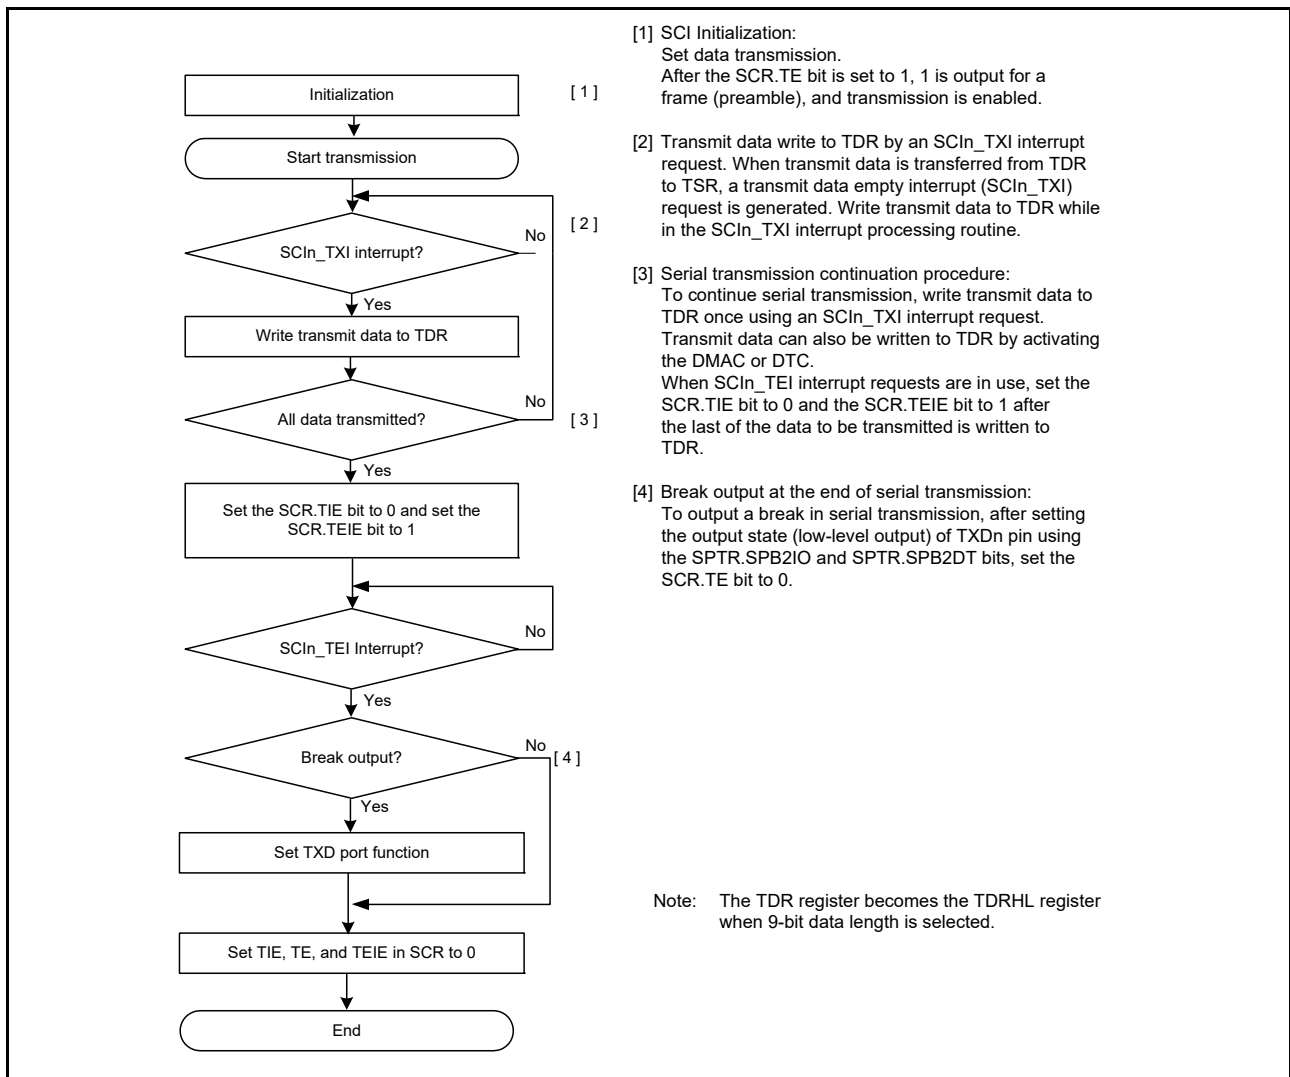 Initialization
[ 1 ]
Start transmission
SCIn_TXI interrupt?
No
[ 2 ]
Yes
Write transmit data to TDR
All data transmitted?
No
[ 3 ]
Yes
Set the SCR.TIE bit to 0 and set the
SCR.TEIE bit to 1
SCIn_TEI Interrupt?
No
Yes
Break output?
No
[ 4 ]
Yes
Set TXD port function
Set TIE, TE, and TEIE in SCR to 0
End
[1] SCI Initialization:
Set data transmission.
After the SCR.TE bit is set to 1, 1 is output for a
frame (preamble), and transmission is enabled.
[2] Transmit data write to TDR by an SCIn_TXI interrupt
request. When transmit data is transferred from TDR
to TSR, a transmit data empty interrupt (SCIn_TXI)
request is generated. Write transmit data to TDR while
in the SCIn_TXI interrupt processing routine.
[3] Serial transmission continuation procedure:
To continue serial transmission, write transmit data to
TDR once using an SCIn_TXI interrupt request.
Transmit data can also be written to TDR by activating
the DMAC or DTC.
When SCIn_TEI interrupt requests are in use, set the
SCR.TIE bit to 0 and the SCR.TEIE bit to 1 after
the last of the data to be transmitted is written to
TDR.
[4] Break output at the end of serial transmission:
To output a break in serial transmission, after setting
the output state (low-level output) of TXDn pin using
the SPTR.SPB2IO and SPTR.SPB2DT bits, set the
SCR.TE bit to 0.
Note: The TDR register becomes the TDRHL register
when 9-bit data length is selected.